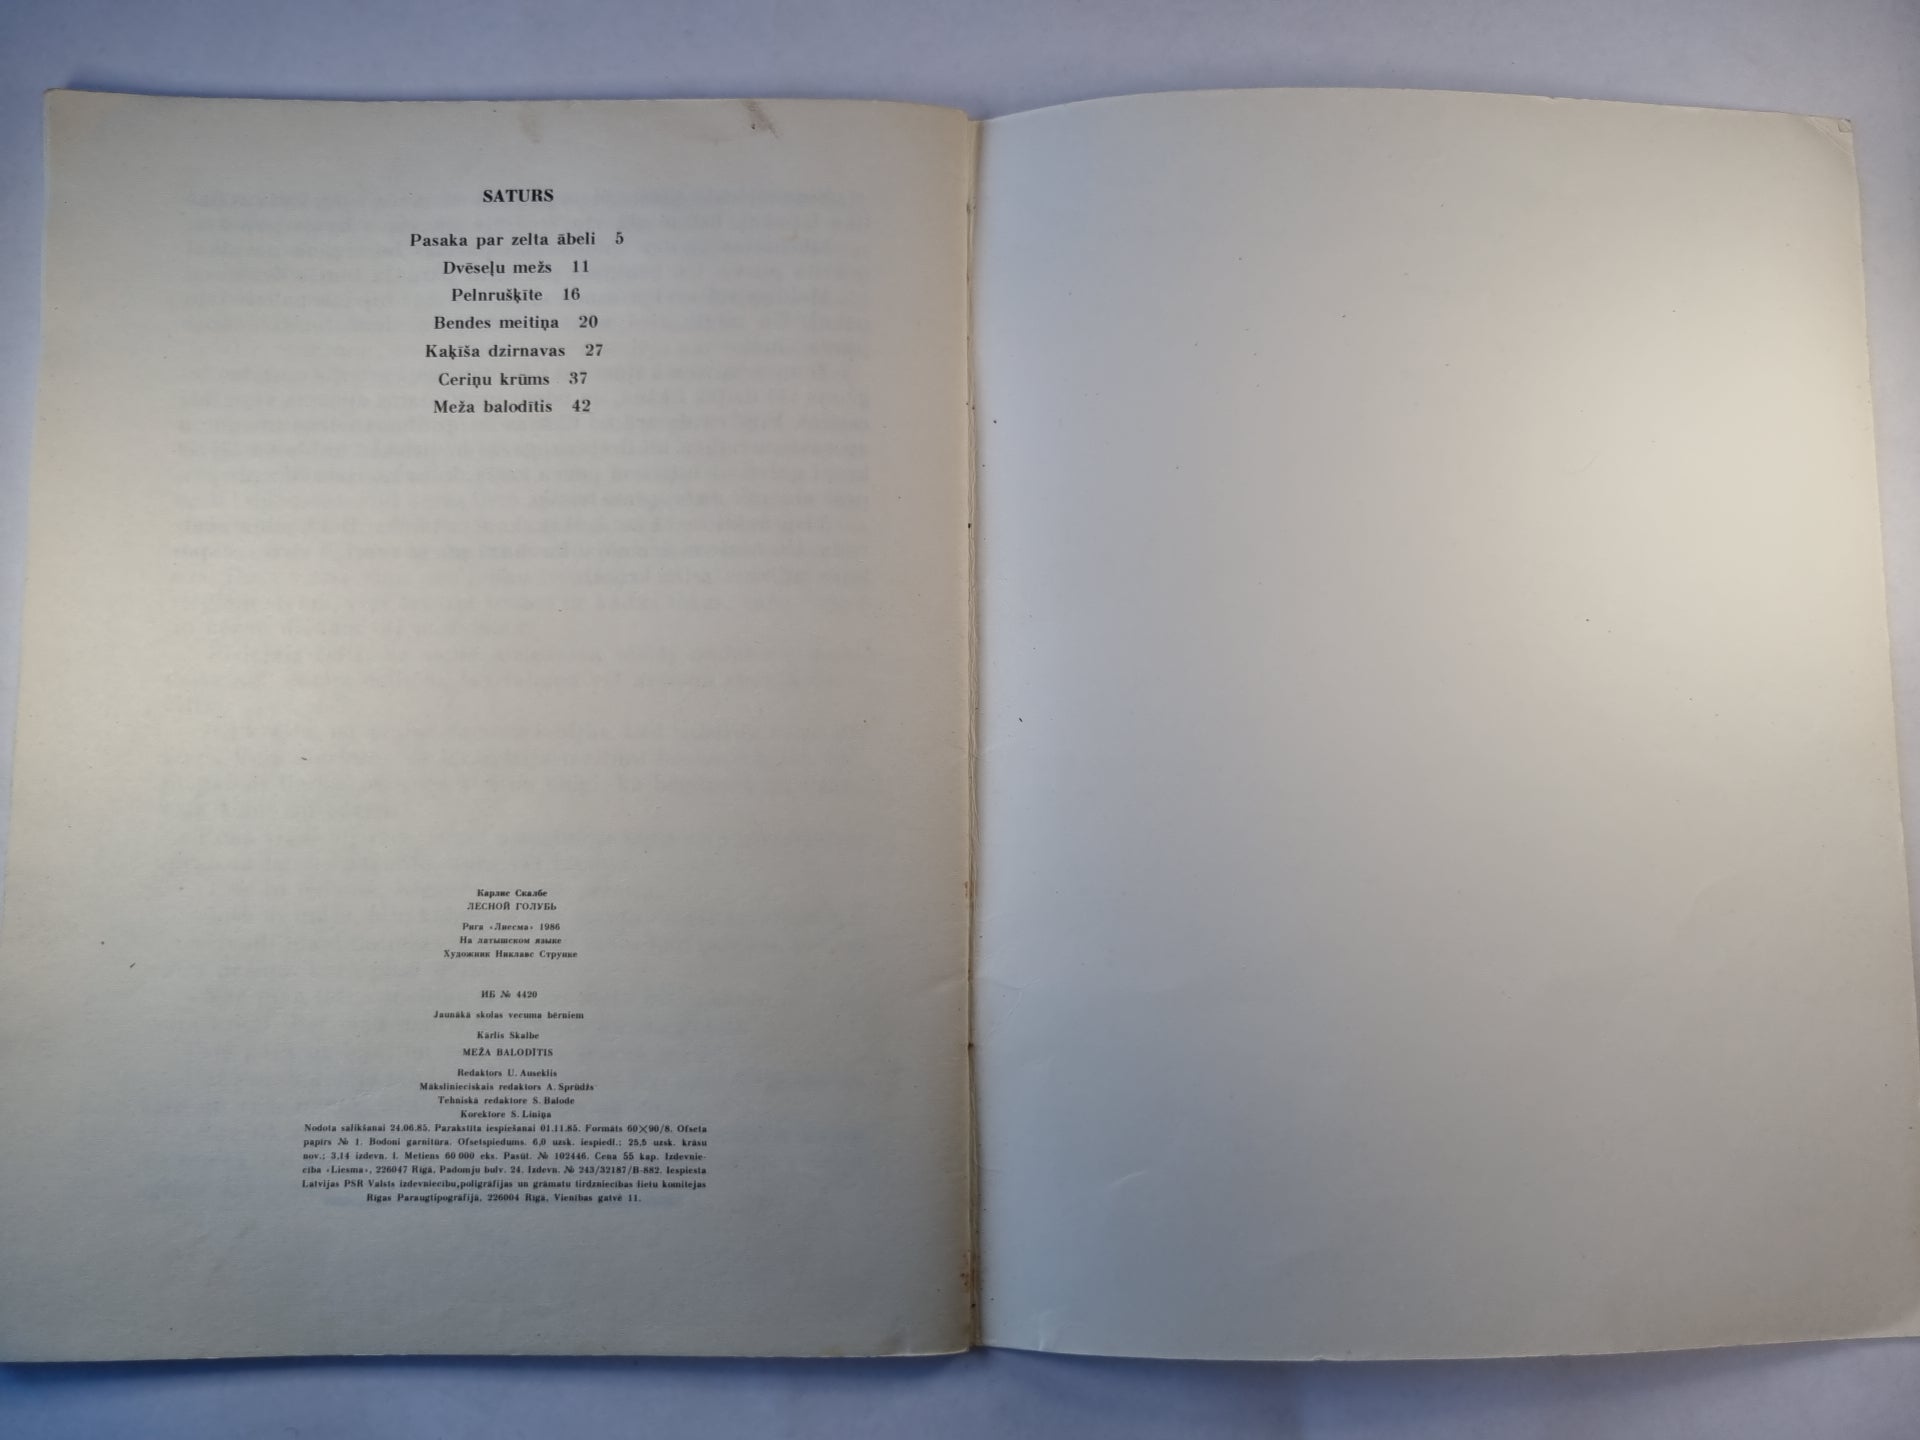 SATURS
Pasaka par zelta ābeli 5
Dvēseļu mežs 11
Pelnrušķīte 16
Bendes meitiņa 20
Kaķīša dzirnavas 27
Ceriņu krūms 37
Meža balodītis 42
Карлис Скалбе
ЛЕСНОЙ ГОЛУБЬ
Рига «Лиесма» 1986
На латышском языке
Художник Никлавс Струнке
ИБ № 4420
Jaunākā skolas vecuma bērniem
Kārlis Skalbe
MEŽA BALODĪTIS
Redaktors U. Auseklis
Mākslinieciskais redaktors A. Sprūdžs
Tehniskā redaktore S. Balode
Korektore S. Liniņa
Nodota salikšanai 24.06.85. Parakstīta iespiešanai 01.11.85. Formāts 60×90/8. Ofseta
papīrs № 1. Bodoni garnitūra. Ofsetspiedums. 6,0 uzsk. iespiedl.; 25,5 uzsk. krāsu
nov.; 3,14 izdevn. l. Metiens 60 000 eks. Pasūt. № 102446. Cena 55 kap. Izdevnie-
cība «Liesma», 226047 Rīgā, Padomju bulv. 24. Izdevn. № 243/32187/B-882. Iespiesta
Latvijas PSR Valsts izdevniecību,poligrāfijas un grāmatu tirdzniecības lietu komitejas
Rīgas Paraugtipogrāfijā, 226004 Rīgā, Vienības gatvē 11.